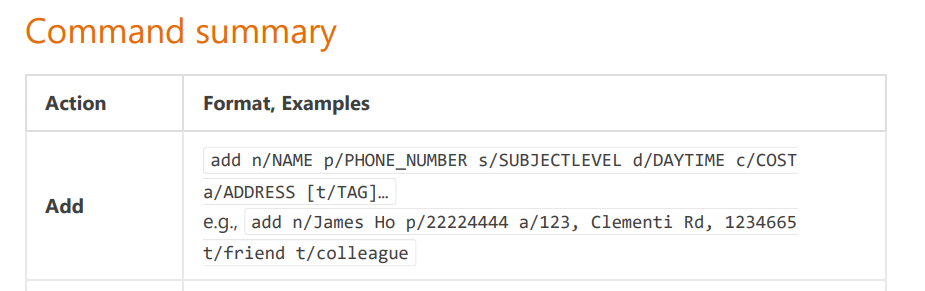 Command summary
Action Format, Examples
Add
add n/NAME p/PHONE_NUMBER s/SUBJECTLEVEL d/DAYTIME c/COST
a/ADDRESS [t/TAG]…
e.g., add n/James Ho p/22224444 a/123, Clementi Rd, 1234665
t/friend t/colleague